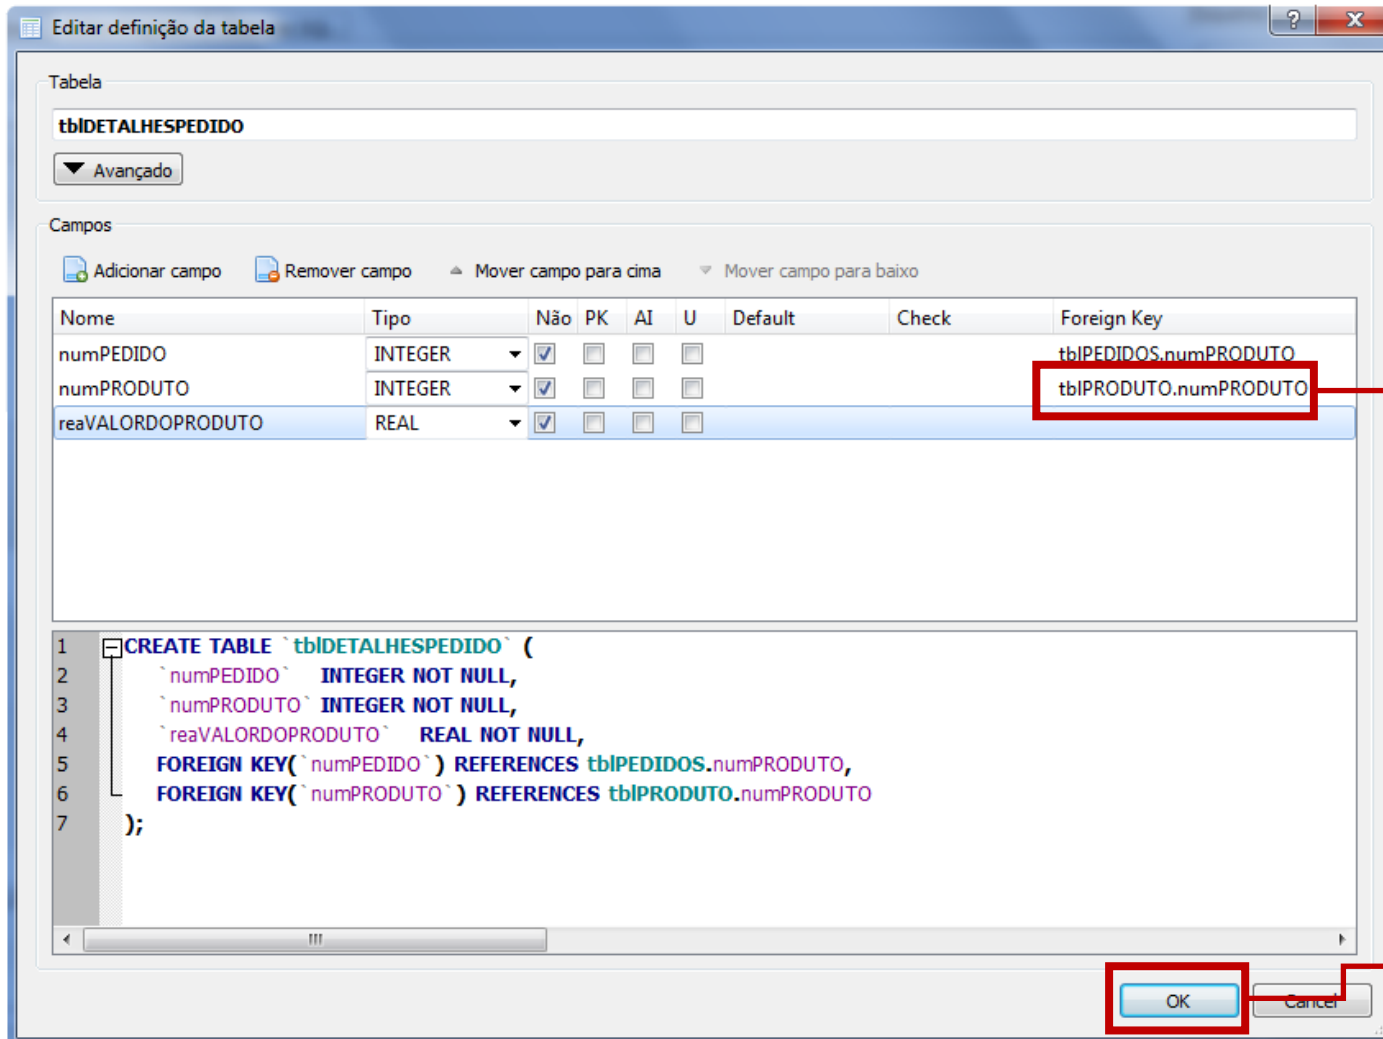 Editar definição da tabela
Tabela
tblDETALHESPEDIDO
Avançado
Campos
Adicionar campo Remover campo Mover campo para cima Mover campo para baixo
Nome Tipo Não PK AI U Default Check Foreign Key
numPEDIDO INTEGER tblPEDIDOS.numPRODUTO
numPRODUTO INTEGER tblPRODUTO.numPRODUTO
reaVALORDOPRODUTO REAL
1 CREATE TABLE `tblDETALHESPEDIDO` (
2 `numPEDIDO` INTEGER NOT NULL,
3 `numPRODUTO` INTEGER NOT NULL,
4 `reaVALORDOPRODUTO` REAL NOT NULL,
5 FOREIGN KEY(`numPEDIDO`) REFERENCES tblPEDIDOS.numPRODUTO,
6 FOREIGN KEY(`numPRODUTO`) REFERENCES tblPRODUTO.numPRODUTO
7 );
OK Cancel